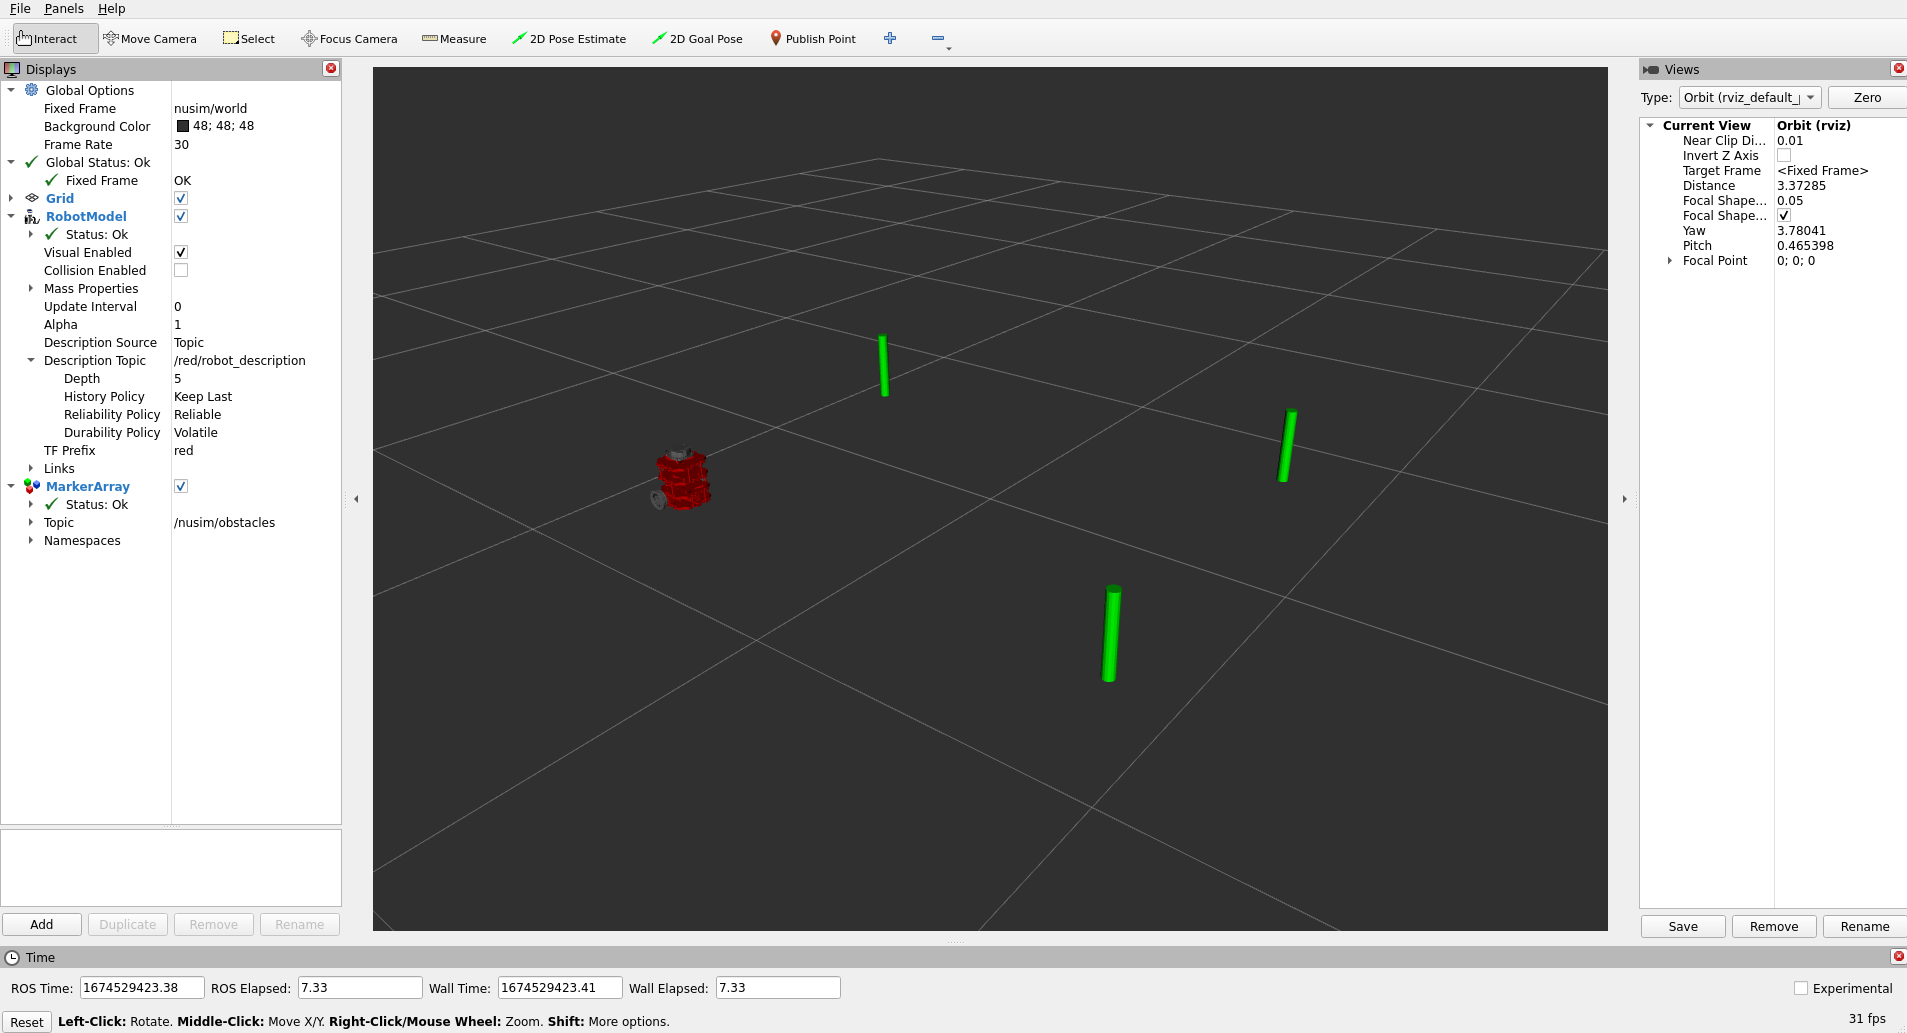 File Panels Help
Interact Move Camera Select Focus Camera Measure 2D Pose Estimate 2D Goal Pose Publish Point
Displays
Global Options
Fixed Frame nusim/world
Background Color 48; 48; 48
Frame Rate 30
Global Status: Ok
Fixed Frame OK
Grid
RobotModel
Status: Ok
Visual Enabled
Collision Enabled
Mass Properties
Update Interval 0
Alpha 1
Description Source Topic
Description Topic /red/robot_description
Depth 5
History Policy Keep Last
Reliability Policy Reliable
Durability Policy Volatile
TF Prefix red
Links
MarkerArray
Status: Ok
Topic /nusim/obstacles
Namespaces
Add Duplicate Remove Rename
Views
Type: Orbit (rviz_default_ Zero
Current View Orbit (rviz)
Near Clip Di... 0.01
Invert Z Axis
Target Frame <Fixed Frame>
Distance 3.37285
Focal Shape... 0.05
Focal Shape...
Yaw 3.78041
Pitch 0.465398
Focal Point 0; 0; 0
Save Remove Rename
Time
ROS Time: 1674529423.38 ROS Elapsed: 7.33 Wall Time: 1674529423.41 Wall Elapsed: 7.33 Experimental
Reset Left-Click: Rotate. Middle-Click: Move X/Y. Right-Click/Mouse Wheel: Zoom. Shift: More options. 31 fps